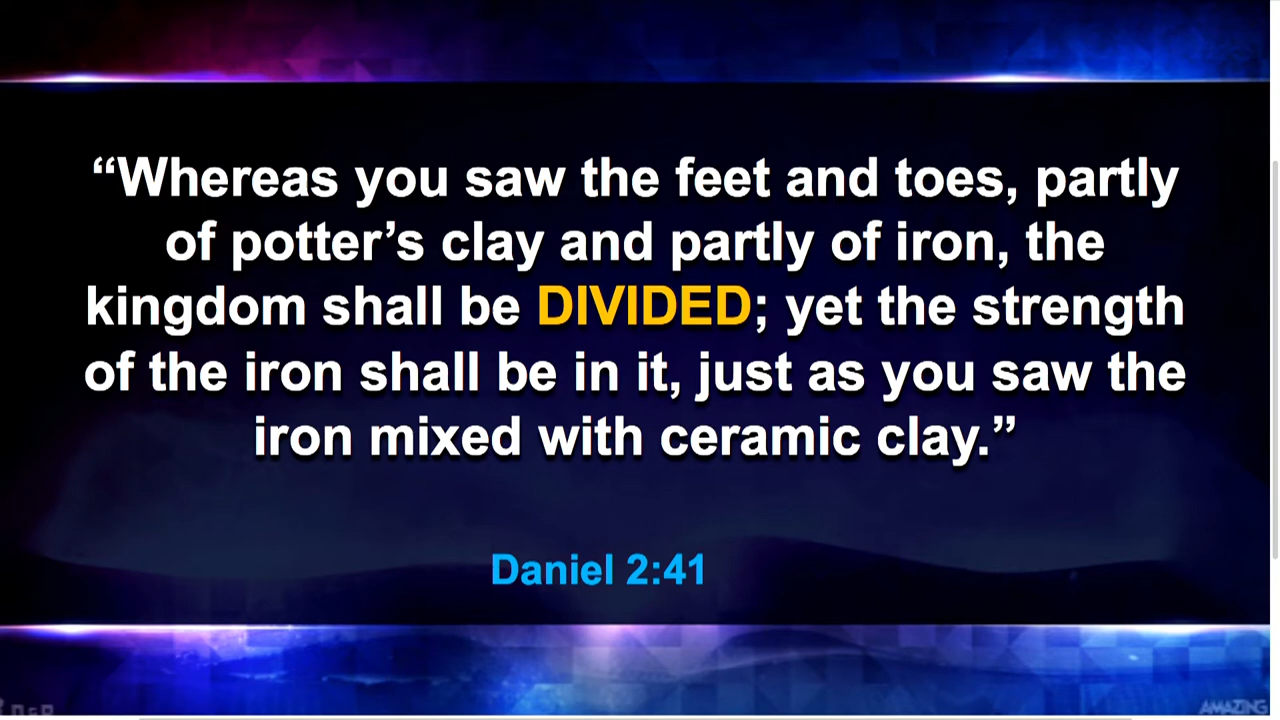 “Whereas you saw the feet and toes, partly
of potter’s clay and partly of iron, the
kingdom shall be DIVIDED; yet the strength
of the iron shall be in it, just as you saw the
iron mixed with ceramic clay.”
Daniel 2:41
AMAZING